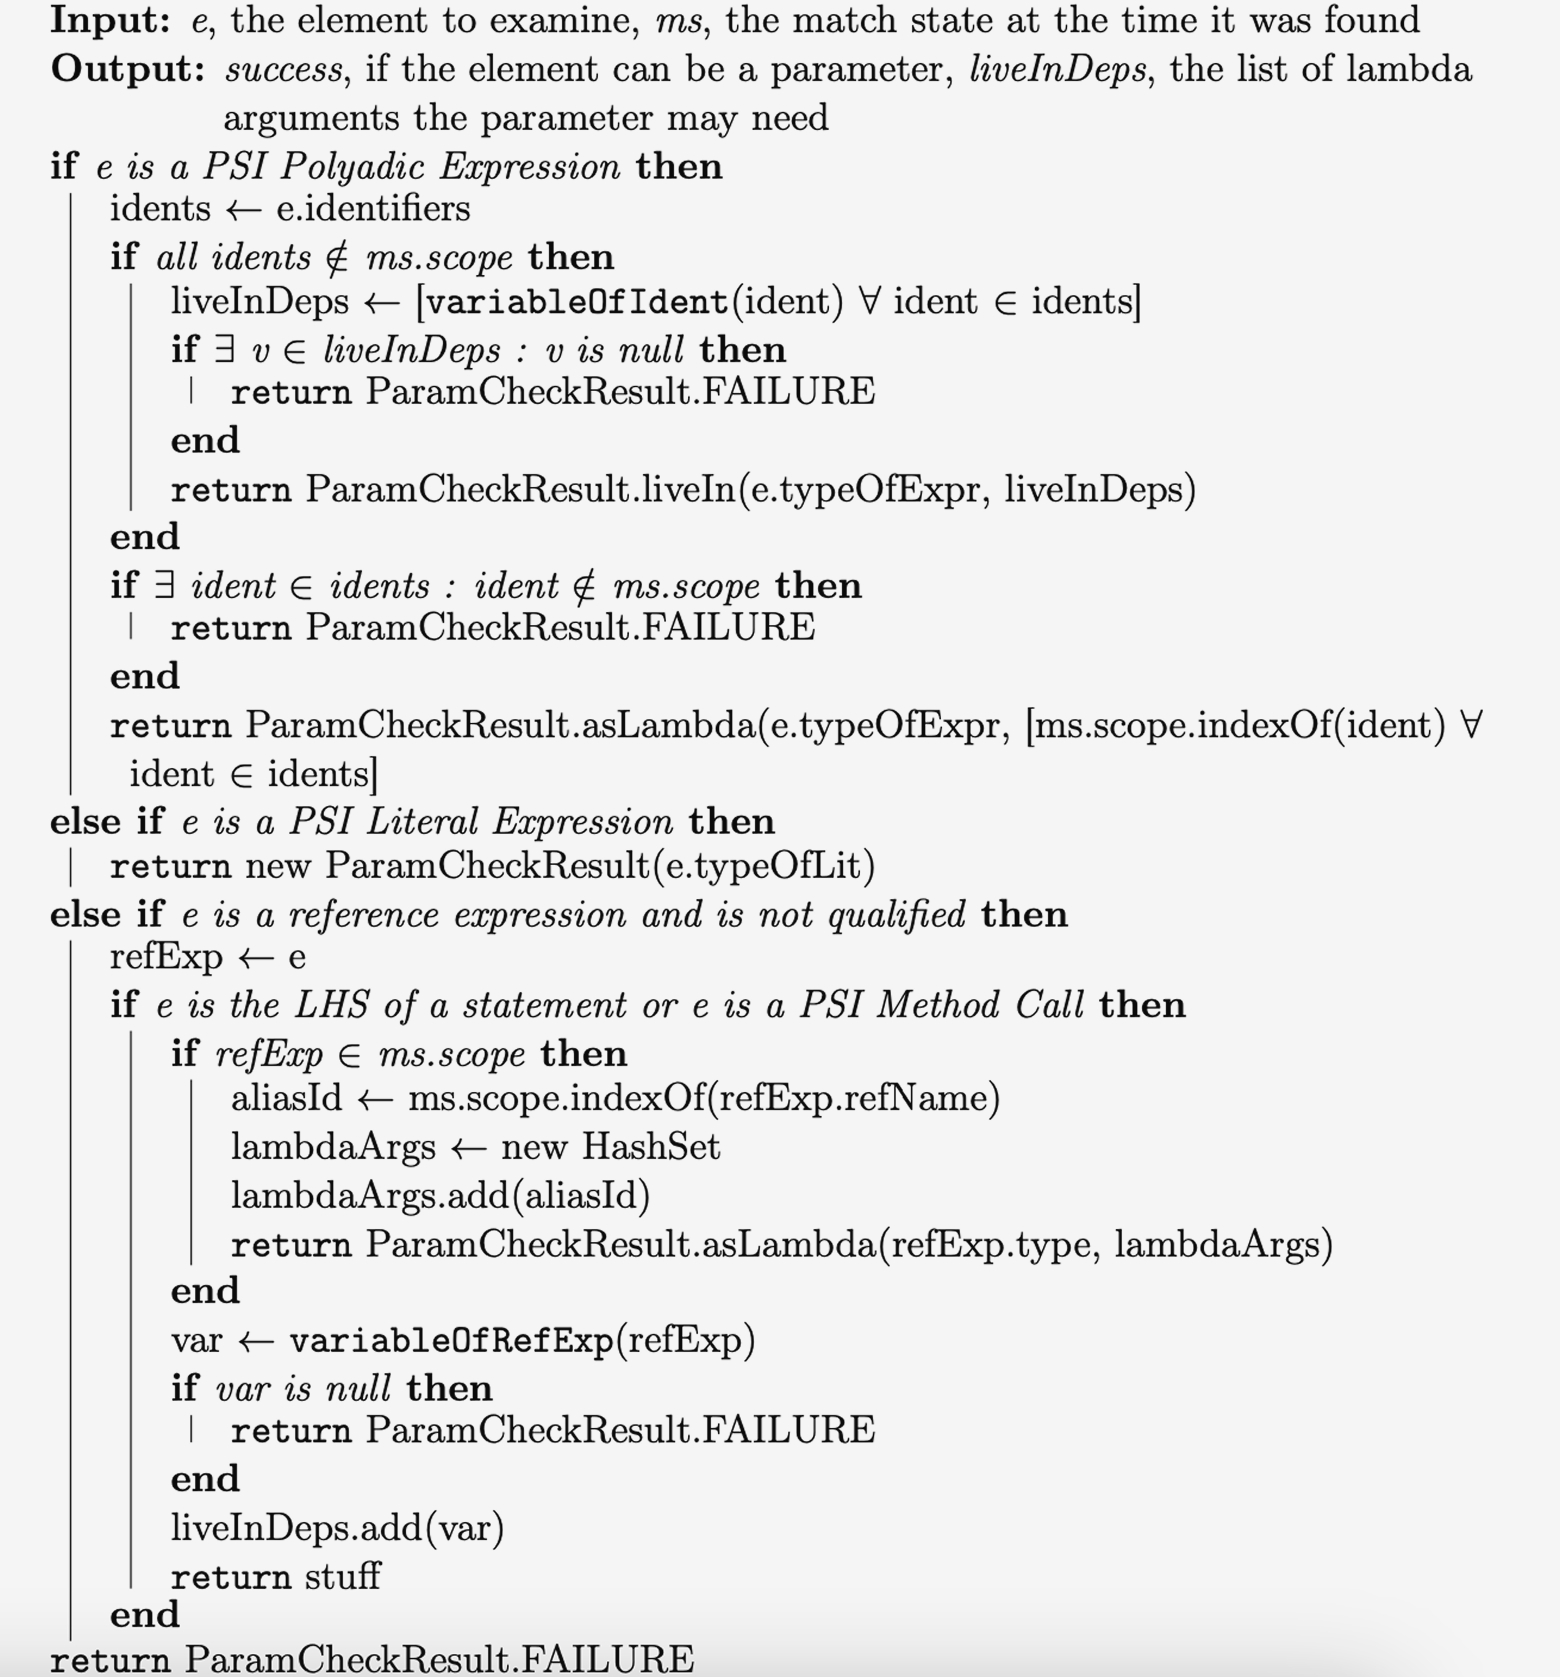 Input: e, the element to examine, ms, the match state at the time it was found
Output: success, if the element can be a parameter, liveInDeps, the list of lambda
arguments the parameter may need
if e is a PSI Polyadic Expression then
idents ← e.identifiers
if all idents ∉ ms.scope then
liveInDeps ← [variableOfIdent(ident) ∀ ident ∈ idents]
if ∃ v ∈ liveInDeps : v is null then
return ParamCheckResult.FAILURE
end
return ParamCheckResult.liveIn(e.typeOfExpr, liveInDeps)
end
if ∃ ident ∈ idents : ident ∉ ms.scope then
return ParamCheckResult.FAILURE
end
return ParamCheckResult.asLambda(e.typeOfExpr, [ms.scope.indexOf(ident) ∀
ident ∈ idents]
else if e is a PSI Literal Expression then
return new ParamCheckResult(e.typeOfLit)
else if e is a reference expression and is not qualified then
refExp ← e
if e is the LHS of a statement or e is a PSI Method Call then
if refExp ∈ ms.scope then
aliasId ← ms.scope.indexOf(refExp.refName)
lambdaArgs ← new HashSet
lambdaArgs.add(aliasId)
return ParamCheckResult.asLambda(refExp.type, lambdaArgs)
end
var ← variableOfRefExp(refExp)
if var is null then
return ParamCheckResult.FAILURE
end
liveInDeps.add(var)
return stuff
end
return ParamCheckResult.FAILURE